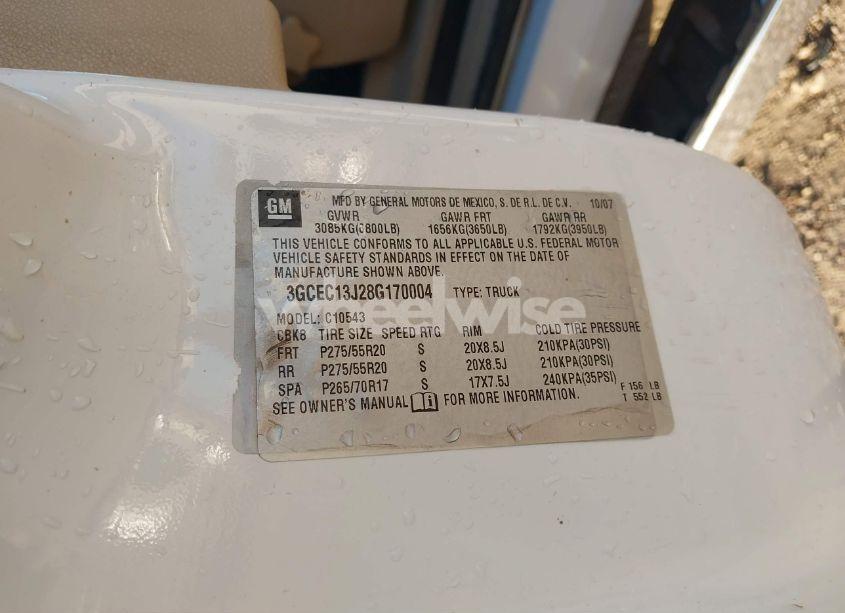 GM MFD BY GENERAL MOTORS DE MEXICO, S. DE R.L. DE C.V. 10/07
GVWR GAWR FRT GAWR RR
3085KG(6800LB) 1656KG(3650LB) 1792KG(3950LB)
THIS VEHICLE CONFORMS TO ALL APPLICABLE U.S. FEDERAL MOTOR
VEHICLE SAFETY STANDARDS IN EFFECT ON THE DATE OF
MANUFACTURE SHOWN ABOVE.
3GCEC13J28G170004 TYPE: TRUCK
wheelwise
MODEL: C10543
CBK8 TIRE SIZE SPEED RTG RIM COLD TIRE PRESSURE
FRT P275/55R20 S 20X8.5J 210KPA(30PSI)
RR P275/55R20 S 20X8.5J 210KPA(30PSI)
SPA P265/70R17 S 17X7.5J 240KPA(35PSI) F 156 LB
SEE OWNER'S MANUAL FOR MORE INFORMATION. T 552 LB